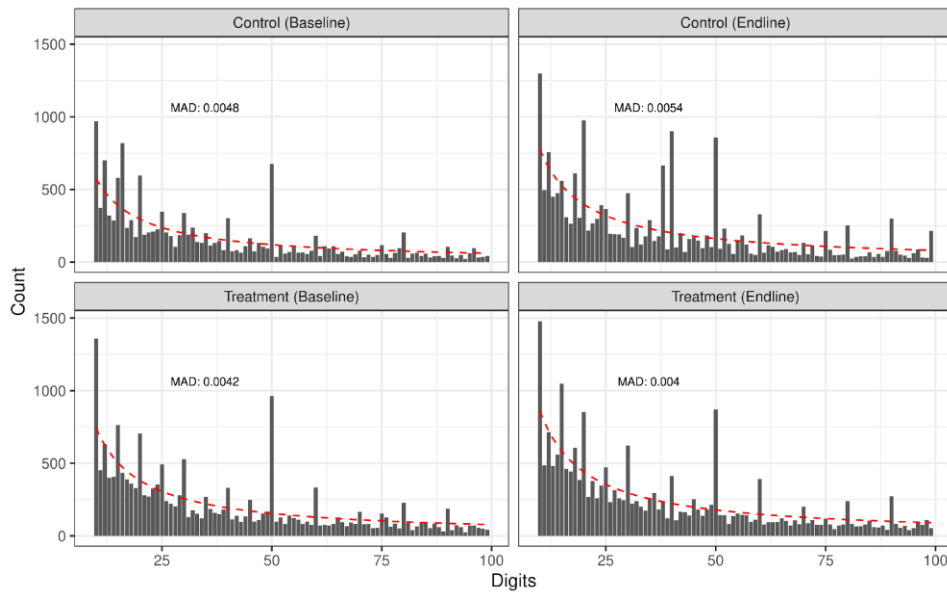 Control (Baseline)
Control (Endline)
1500
1000
500
0
MAD: 0.0048
MAD: 0.0054
Count
Treatment (Baseline)
Treatment (Endline)
1500
1000
500
0
MAD: 0.0042
MAD: 0.004
25
50
75
100
25
50
75
100
Digits